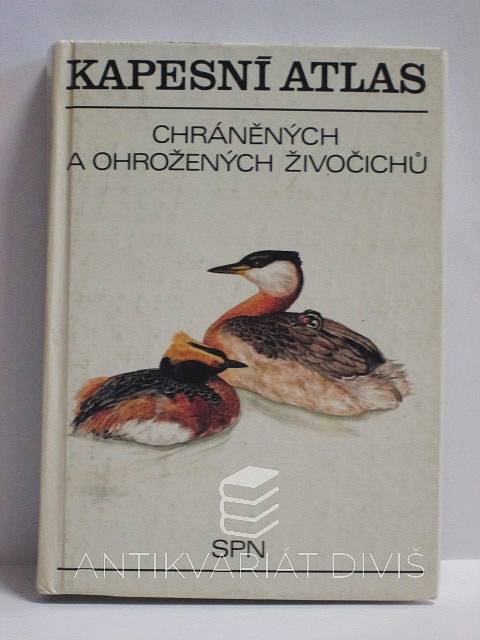 KAPESNÍ ATLAS
CHRÁNĚNÝCH
A OHROŽENÝCH ŽIVOČICHŮ
SPN
ANTIKVARIÁT DIVIŠ